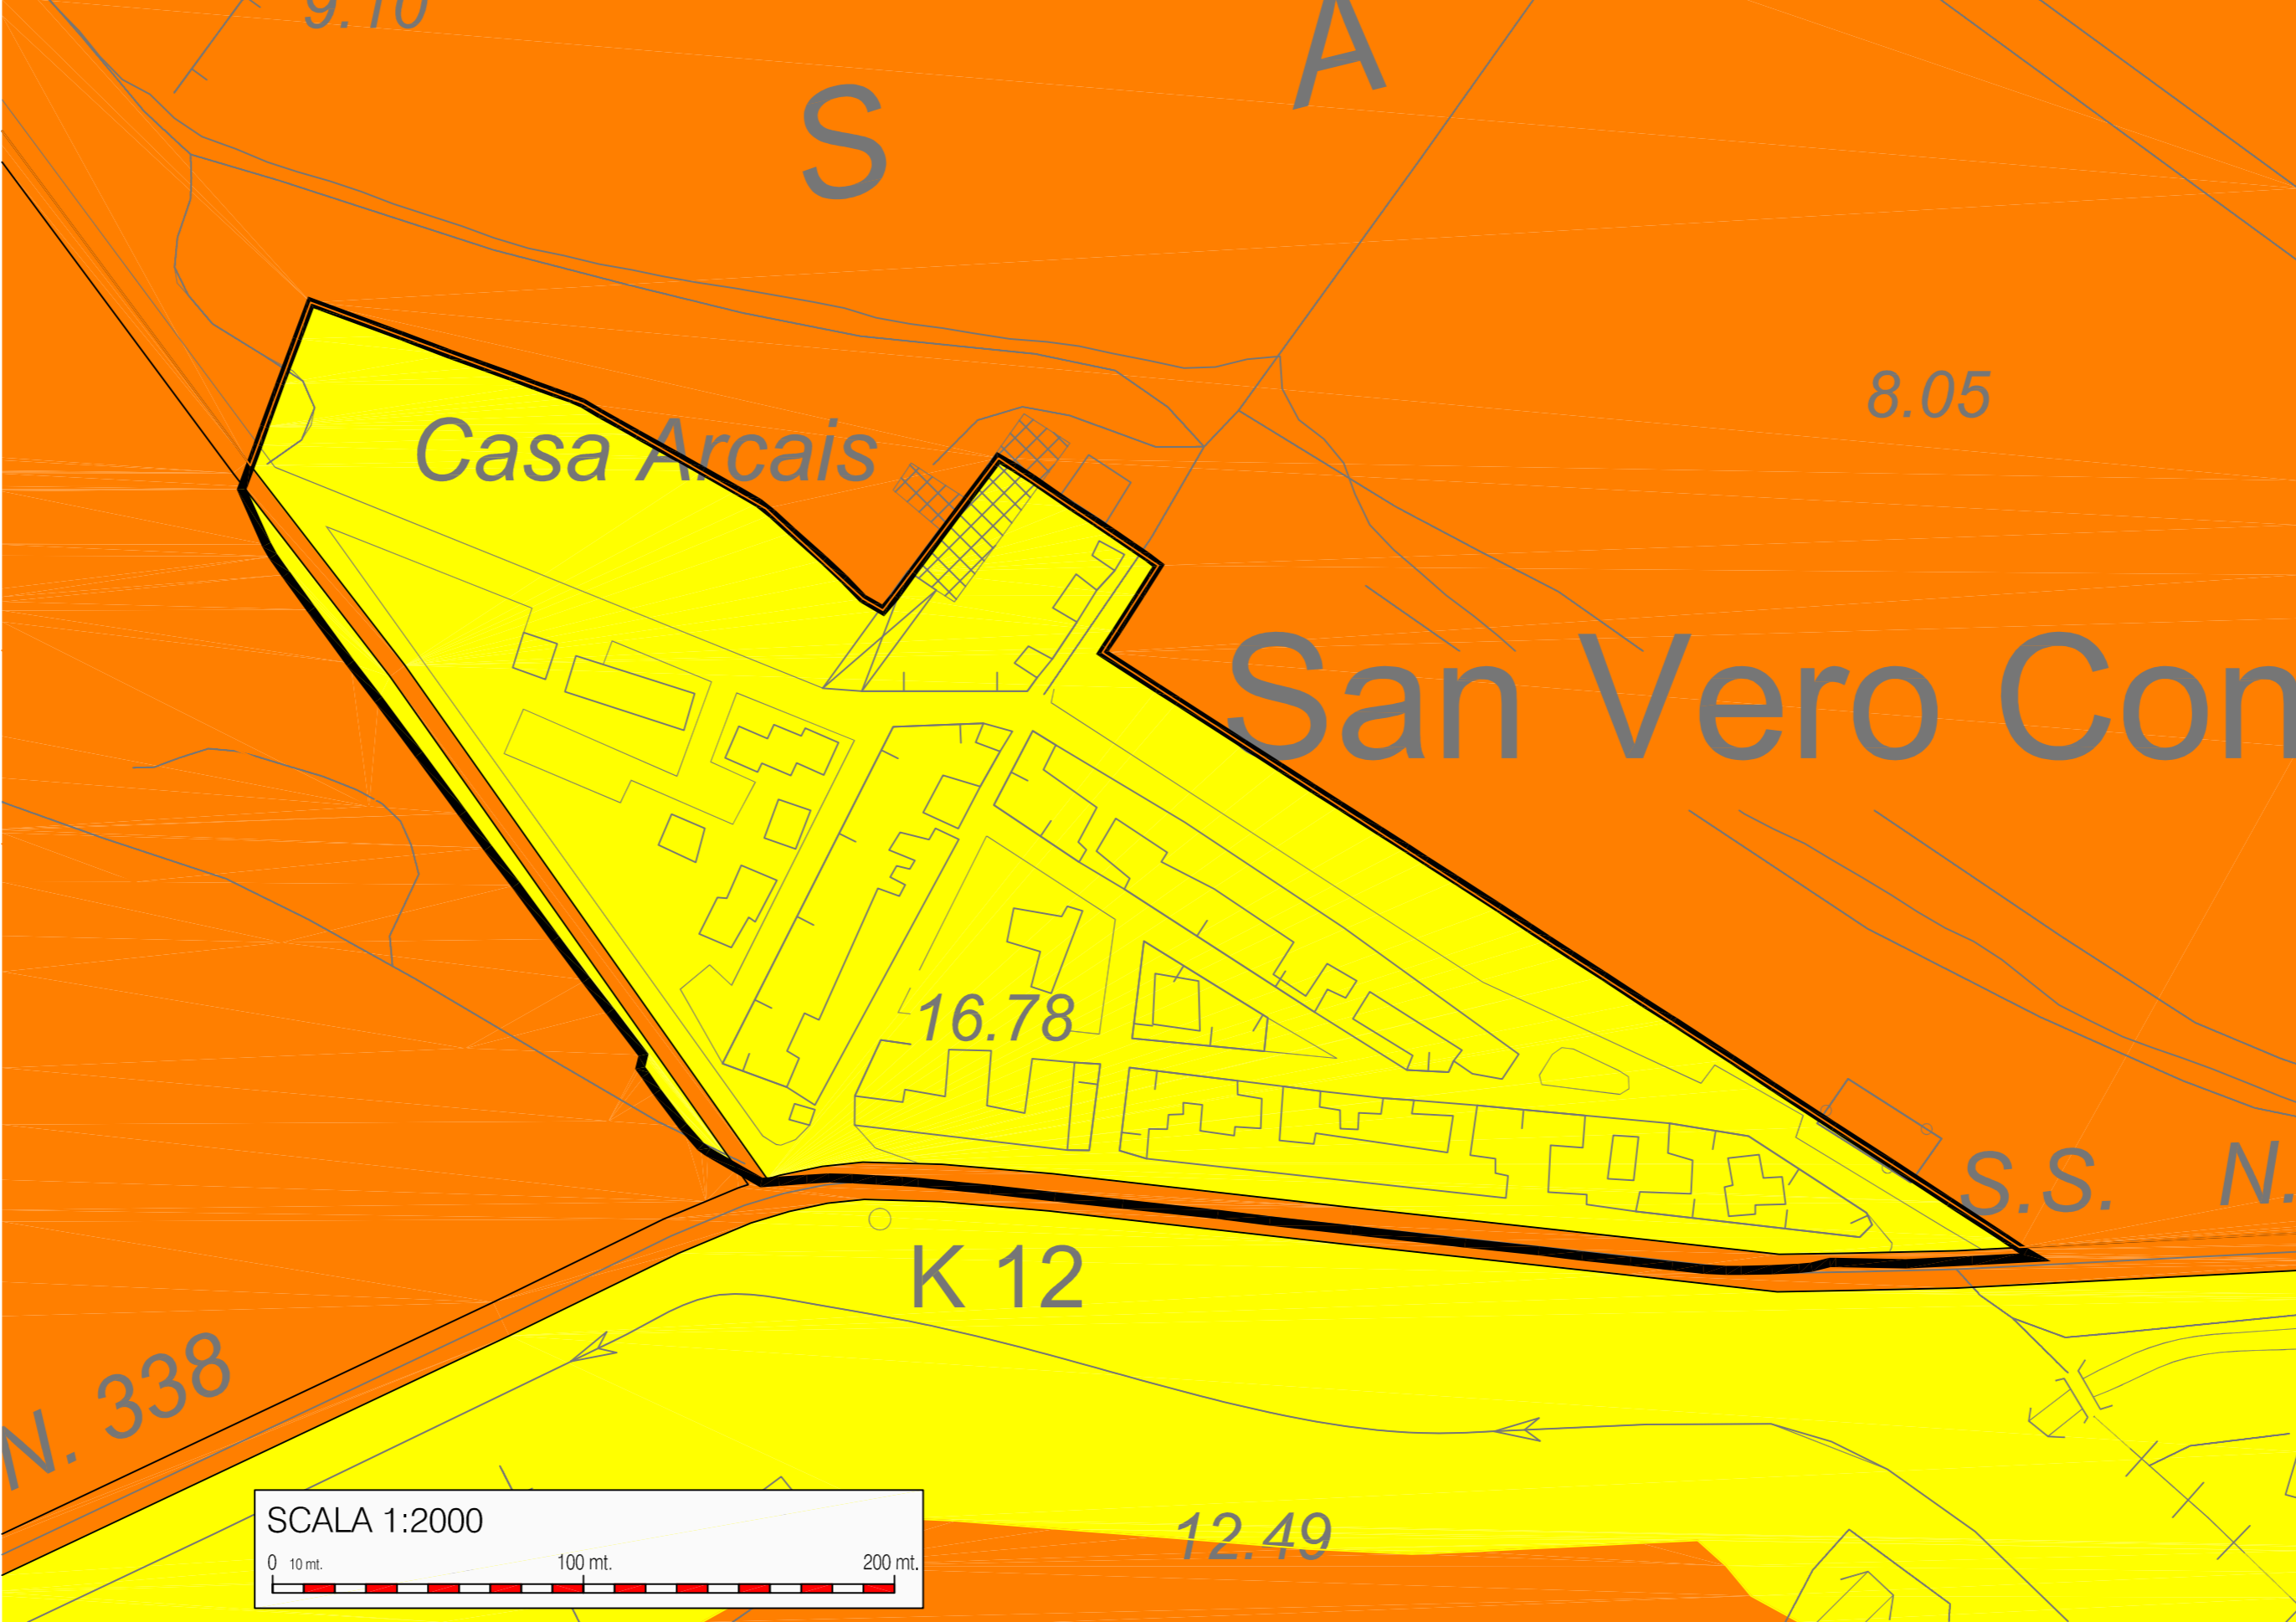 9.10
A
S
8.05
Casa Arcais
San Vero Con
16.78
S.S. N.
K 12
N. 338
SCALA 1:2000
12.49
0 10 mt. 100 mt. 200 mt.